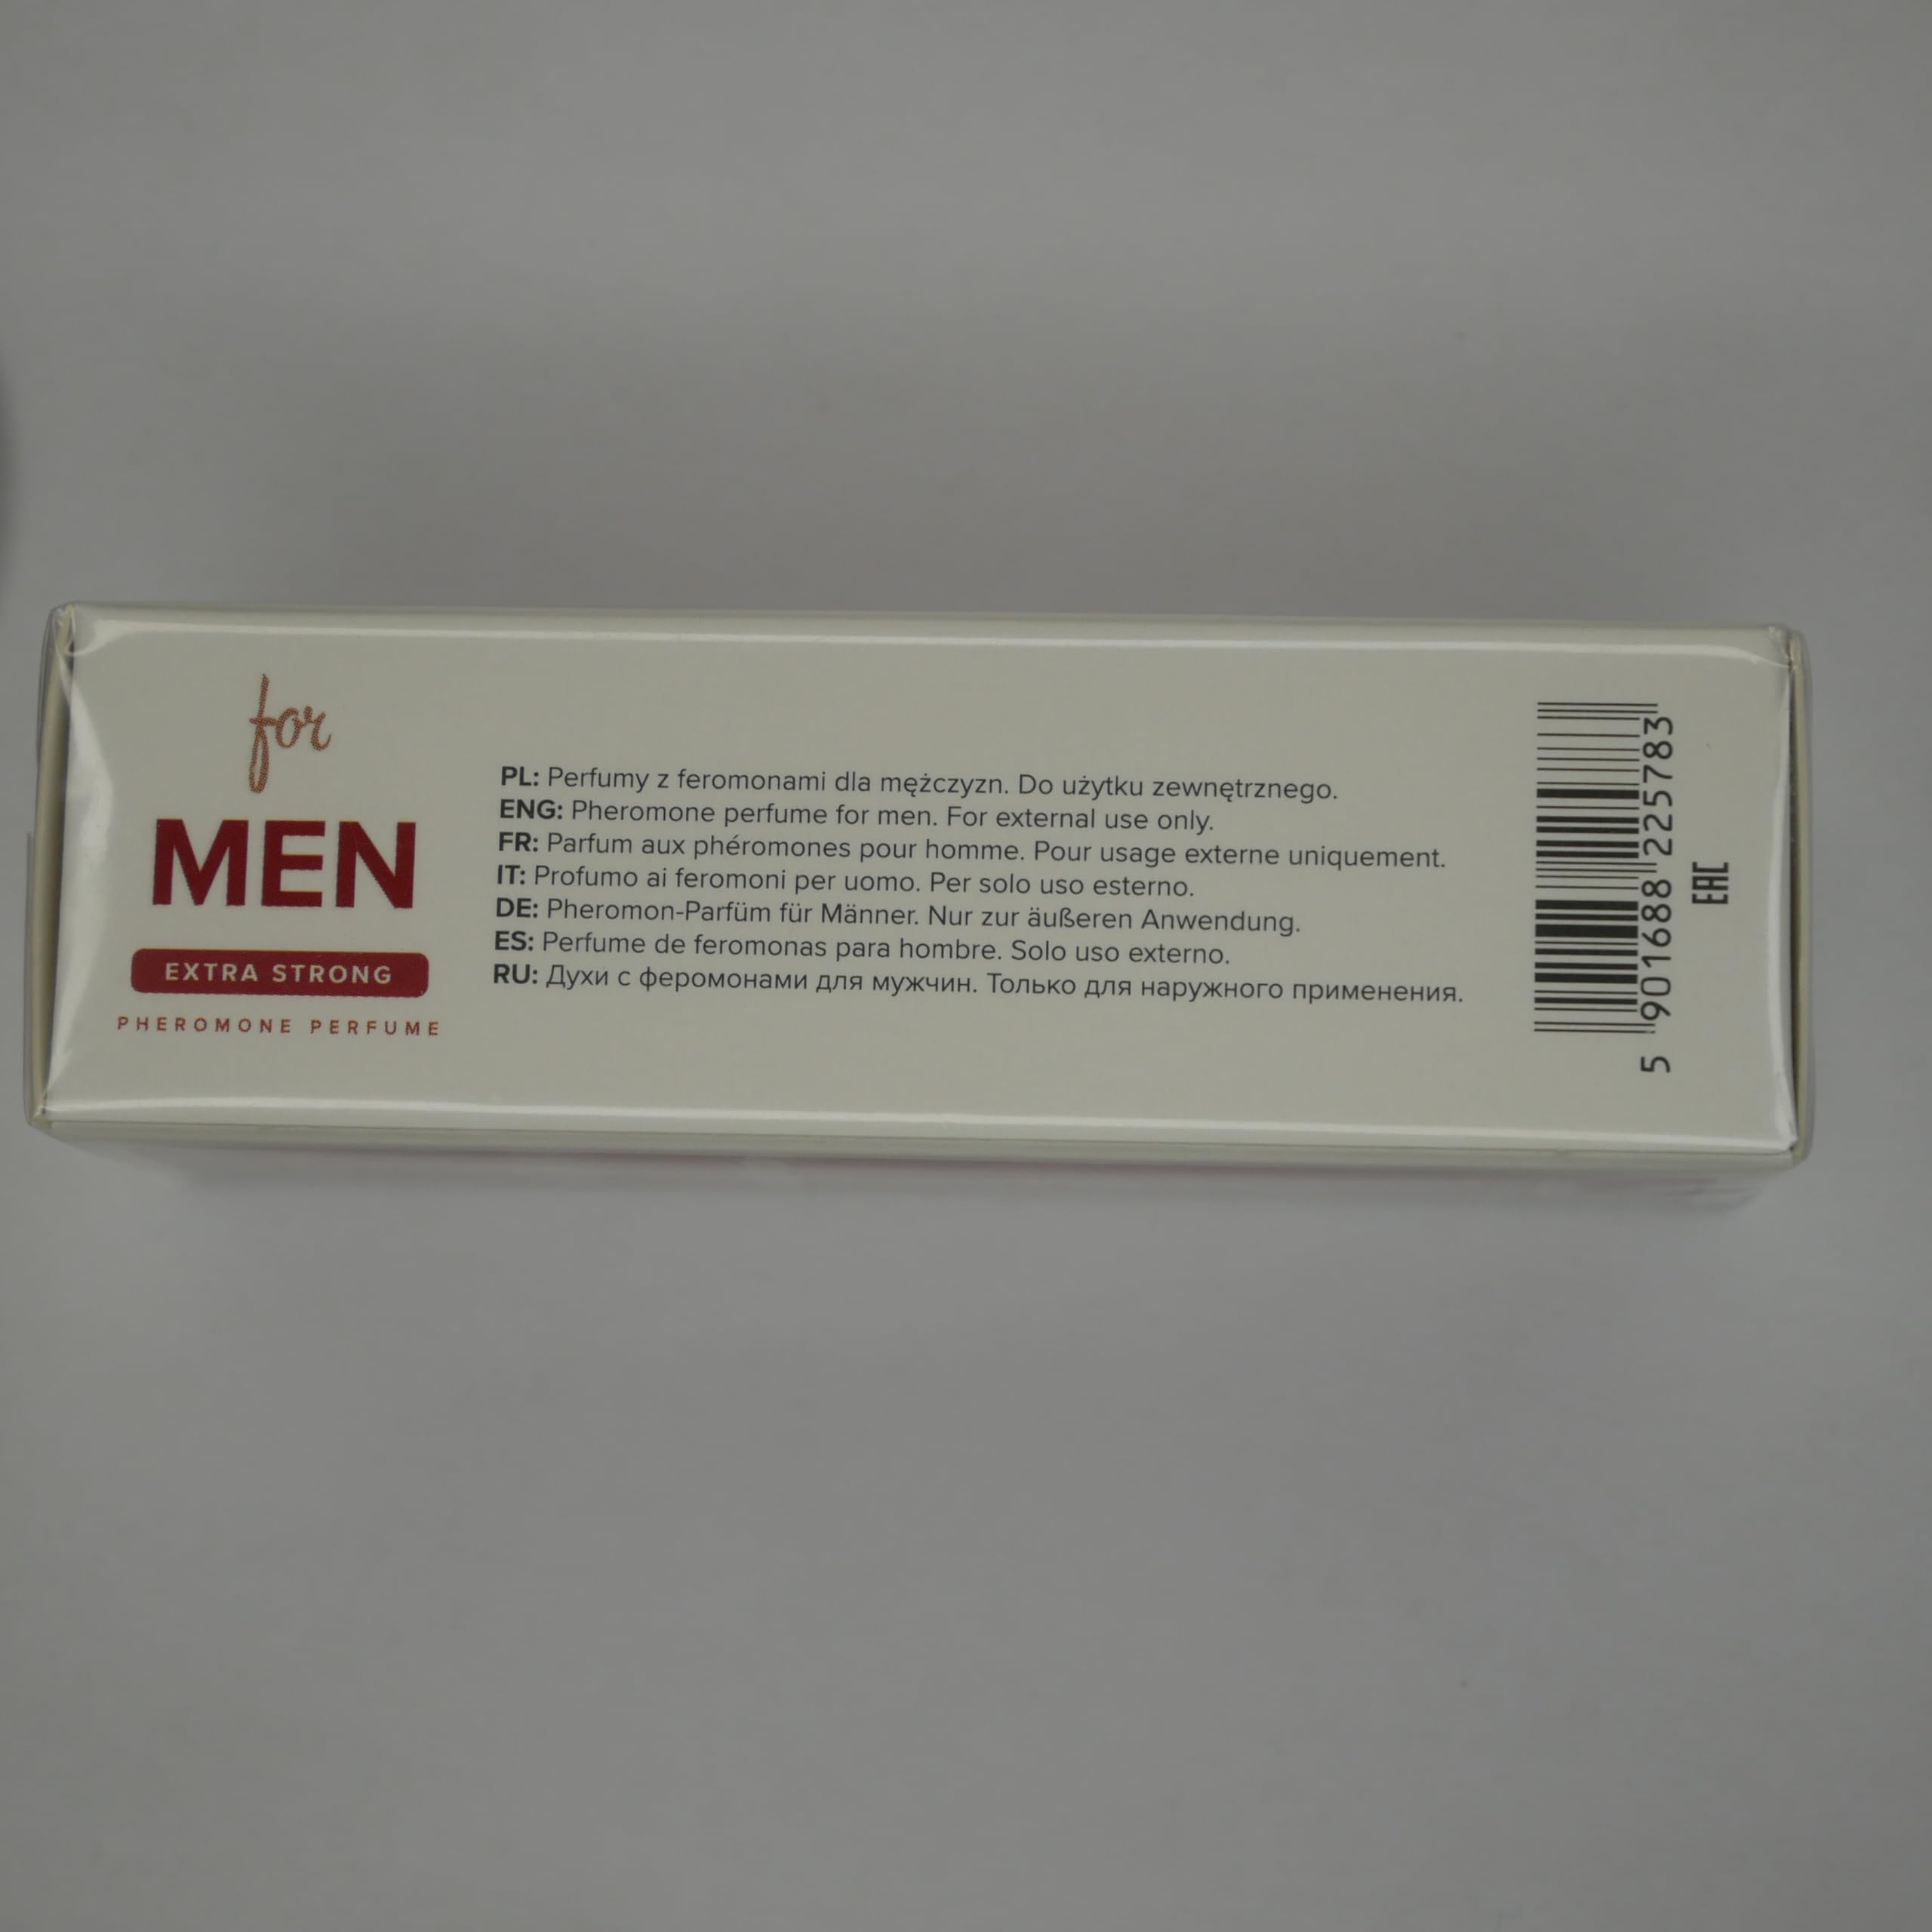 for
MEN
EXTRA STRONG
PHEROMONE PERFUME
PL: Perfumy z feromonami dla mężczyzn. Do użytku zewnętrznego.
ENG: Pheromone perfume for men. For external use only.
FR: Parfum aux phéromones pour homme. Pour usage externe uniquement.
IT: Profumo ai feromoni per uomo. Per solo uso esterno.
DE: Pheromon-Parfüm für Männer. Nur zur äußeren Anwendung.
ES: Perfume de feromonas para hombre. Solo uso externo.
RU: Духи с феромонами для мужчин. Только для наружного применения.
5 901688 225783
EAC